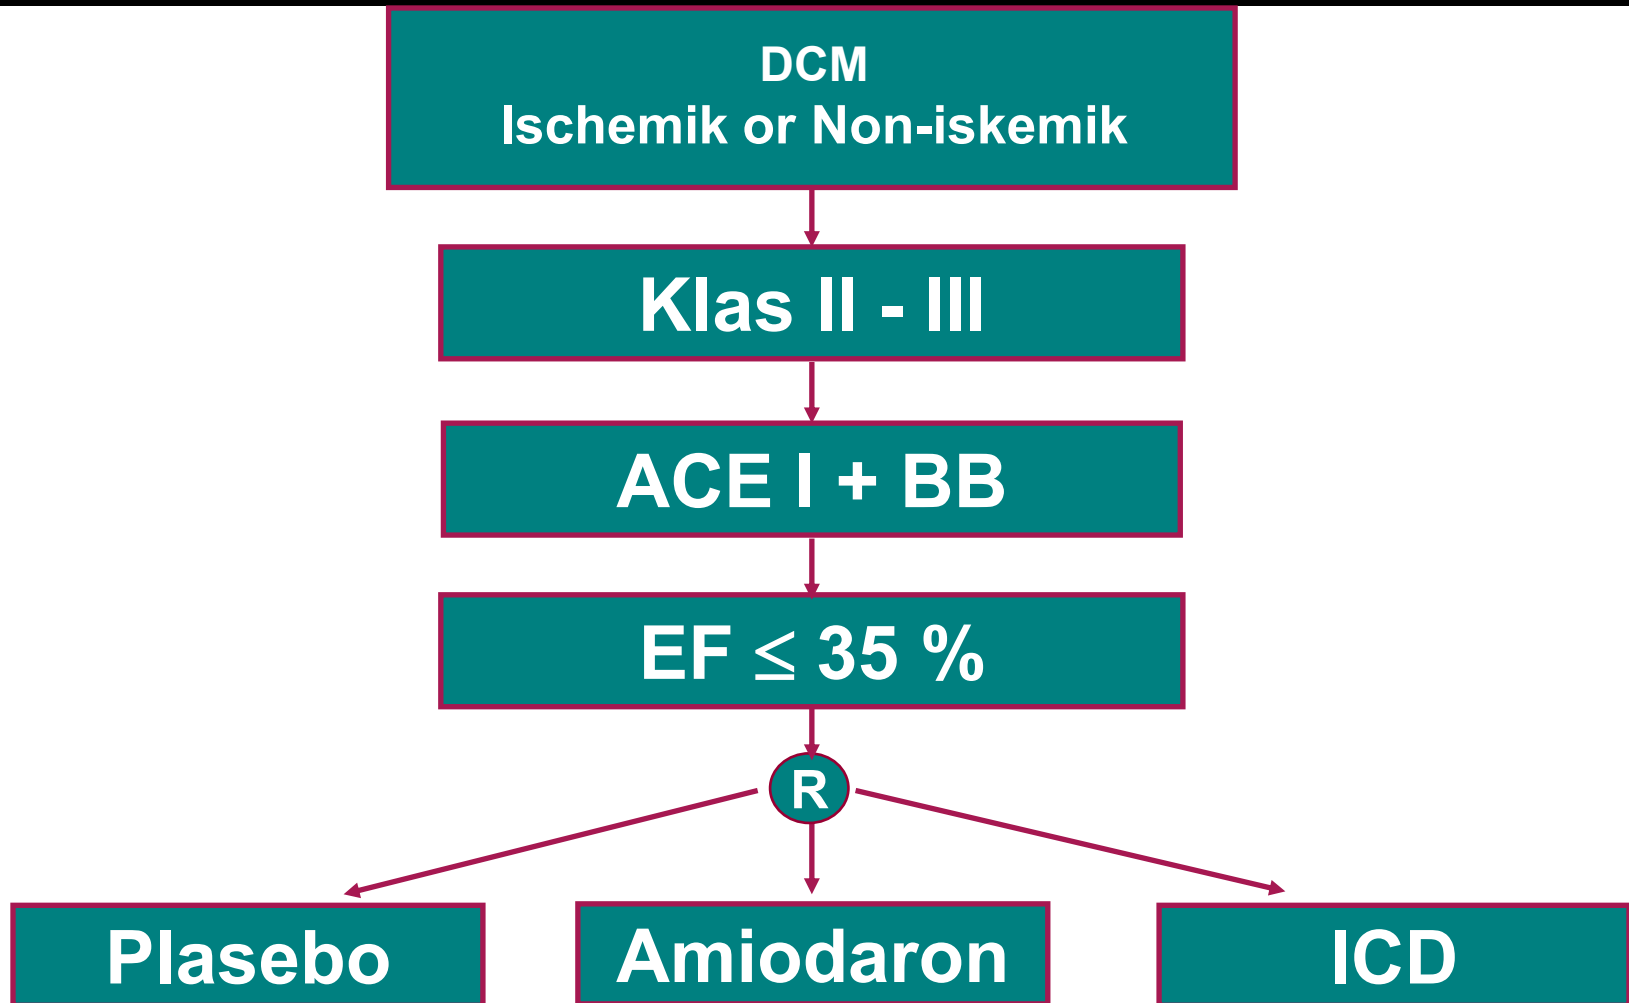 DCM
Ischemik or Non-iskemik
Klas II - III
ACE I + BB
EF ≤ 35 %
R
Plasebo
Amiodaron
ICD